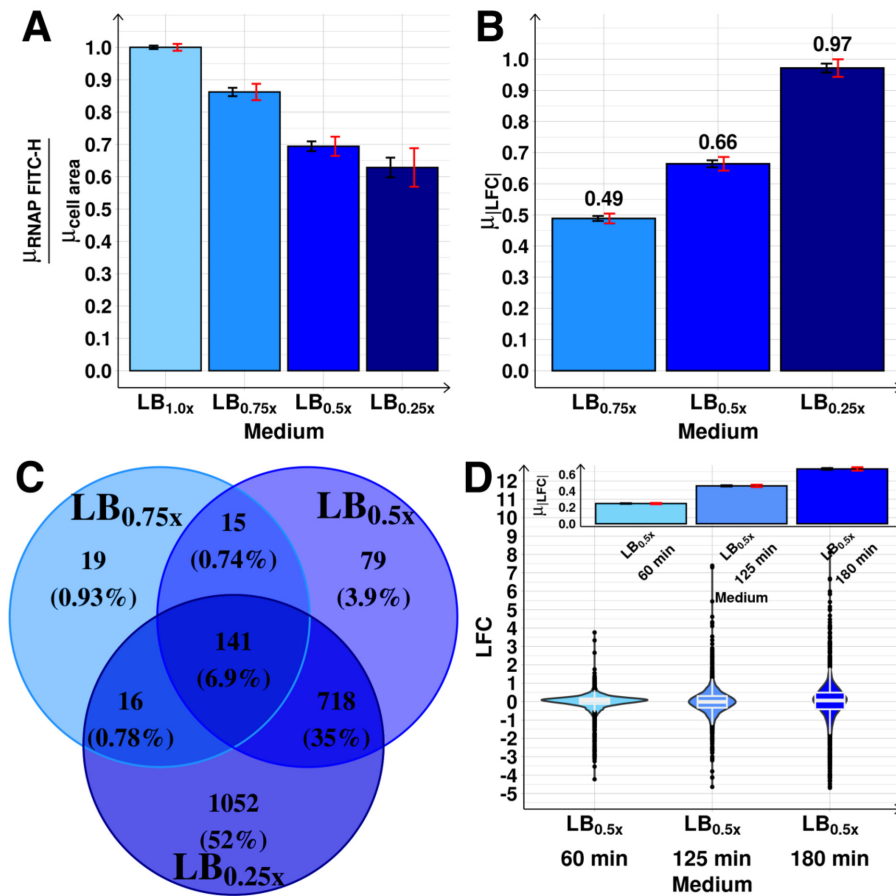 A
μRNAP FITC-H
μcell area
1.0
0.9
0.8
0.7
0.6
0.5
0.4
0.3
0.2
0.1
0.0
LB1.0x LB0.75x LB0.5x LB0.25x
Medium
B
μ|LFC|
1.0
0.9
0.8
0.7
0.6
0.5
0.4
0.3
0.2
0.1
0.0
0.49
0.66
0.97
LB0.75x LB0.5x LB0.25x
Medium
C
LB0.75x
LB0.5x
15
(0.74%)
19
(0.93%)
79
(3.9%)
141
(6.9%)
16
(0.78%)
718
(35%)
1052
(52%)
LB0.25x
D
μ|LFC|
0.6
0.4
0.2
0.0
LB0.5x
60 min
LB0.5x
125 min
LB0.5x
180 min
Medium
LFC
12
11
10
9
8
7
6
5
4
3
2
1
0
-1
-2
-3
-4
-5
LB0.5x LB0.5x LB0.5x
60 min 125 min 180 min
Medium